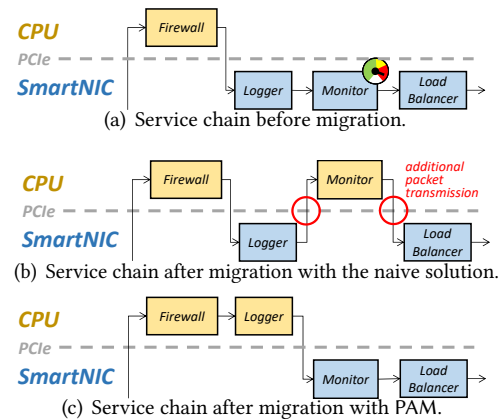 CPU
Firewall
PCIe
SmartNIC
Logger
Monitor
Load
Balancer
(a) Service chain before migration.
CPU
Firewall
Monitor
additional
packet
transmission
PCIe
SmartNIC
Logger
Load
Balancer
(b) Service chain after migration with the naive solution.
CPU
Firewall
Logger
PCIe
SmartNIC
Monitor
Load
Balancer
(c) Service chain after migration with PAM.